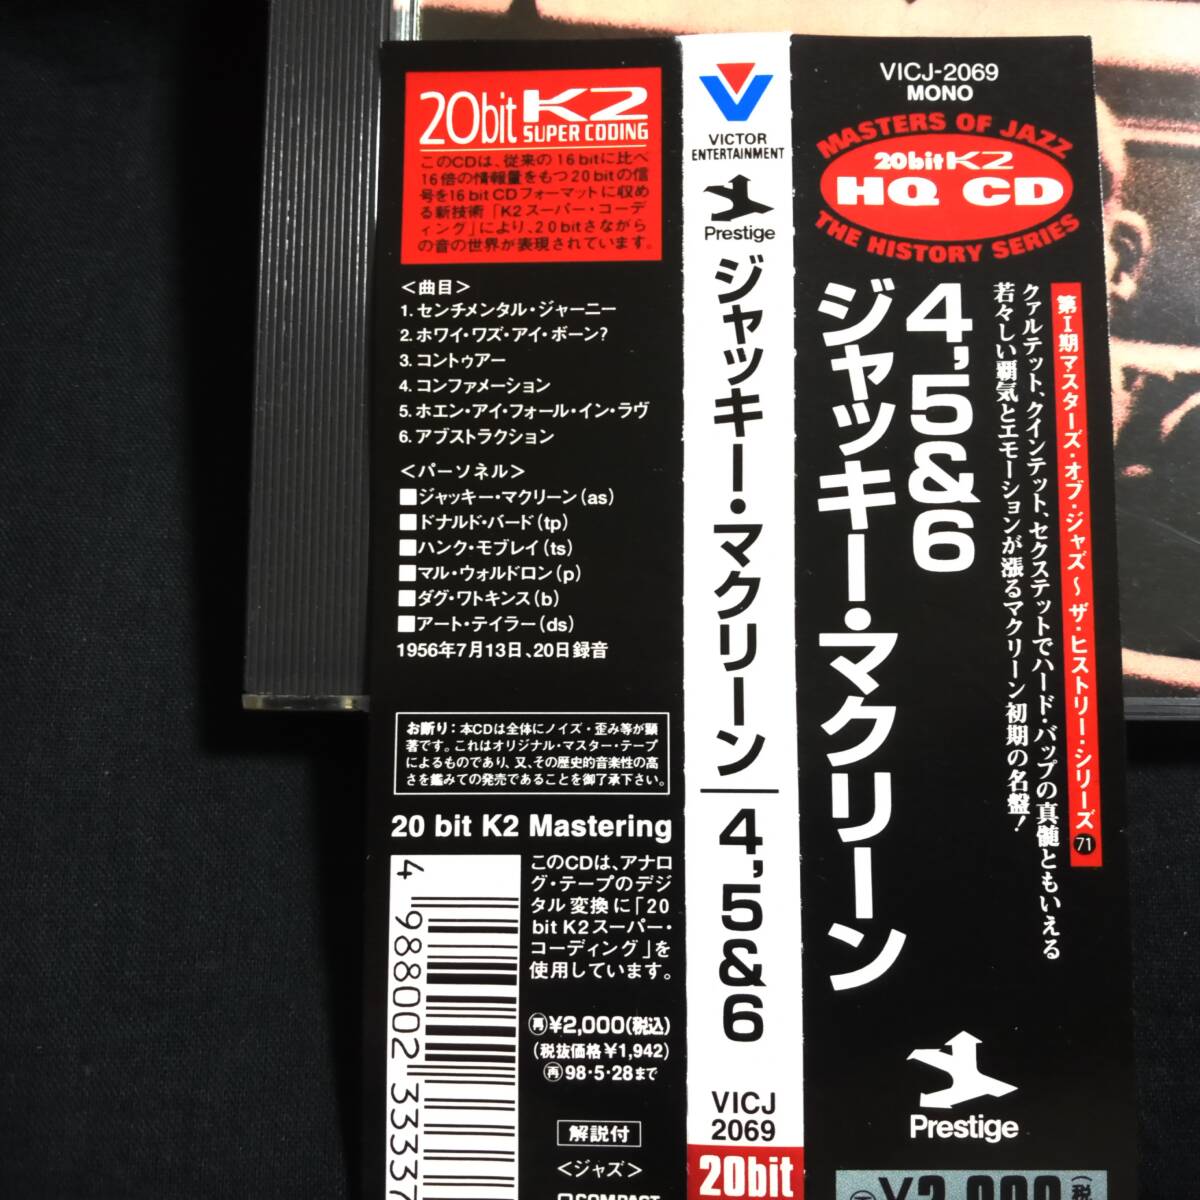 20bit K2
SUPER CODING
このCDは、従来の16bitに比べ
16倍の情報量をもつ20bitの信
号を16bit CDフォーマットに収め
る新技術「K2スーパー・コーデ
ィング」により、20bitさながら
の音の世界が表現されています。
<曲目>
1. センチメンタル・ジャーニー
2. ホワイ・ワズ・アイ・ボーン?
3. コントゥアー
4. コンファメーション
5. ホエン・アイ・フォール・イン・ラヴ
6. アブストラクション
<パーソネル>
■ジャッキー・マクリーン(as)
■ドナルド・バード(tp)
■ハンク・モブレイ(ts)
■マル・ウォルドロン(p)
■ダグ・ワトキンス(b)
■アート・テイラー(ds)
1956年7月13日、20日録音
お断り:本CDは全体にノイズ・歪み等が顕
著です。これはオリジナル・マスター・テープ
によるものであり、又、その歴史的音楽性の高
さを鑑みての発売であることを御了承下さい。
20 bit K2 Mastering
このCDは、アナロ
グ・テープのデジ
タル変換に「20
bit K2スーパー・
コーディング」を
使用しています。
4 988002 3337
再¥2,000(税込)
(税抜価格¥1,942)
再98・5・28まで
解説付
<ジャズ>
COMPACT
VICTOR
ENTERTAINMENT
Prestige
ジャッキー・マクリーン
4,5&6
VICJ
2069
20bit
VICJ-2069
MONO
MASTERS OF JAZZ
20bit K2
HQ CD
THE HISTORY SERIES
第I期マスターズ・オブ・ジャズ~ザ・ヒストリー・シリーズ71
クァルテット、クインテット、セクステットでハード・バップの真髄ともいえる
若々しい覇気とエモーションが漲るマクリーン初期の名盤!
4,5&6
ジャッキー・マクリーン
Prestige
¥2,000(税